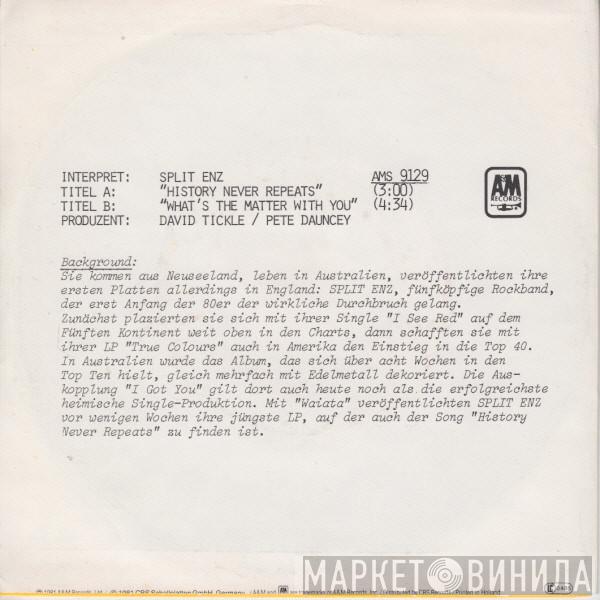 INTERPRET: SPLIT ENZ AMS 9129
TITEL A: "HISTORY NEVER REPEATS" (3:00)
TITEL B: "WHAT'S THE MATTER WITH YOU" (4:34)
PRODUZENT: DAVID TICKLE / PETE DAUNCEY
A&M
RECORDS
Background:
Sie kommen aus Neuseeland, leben in Australien, veröffentlichten ihre
ersten Platten allerdings in England: SPLIT ENZ, fünfköpfige Rockband,
der erst Anfang der 80er der wirkliche Durchbruch gelang.
Zunächst plazierten sie sich mit ihrer Single "I See Red" auf dem
Fünften Kontinent weit oben in den Charts, dann schafften sie mit
ihrer LP "True Colours" auch in Amerika den Einstieg in die Top 40.
In Australien wurde das Album, das sich über acht Wochen in den
Top Ten hielt, gleich mehrfach mit Edelmetall dekoriert. Die Aus-
kopplung "I Got You" gilt dort auch heute noch als die erfolgreichste
heimische Single-Produktion. Mit "Waiata" veröffentlichten SPLIT ENZ
vor wenigen Wochen ihre jüngste LP, auf der auch der Song "History
Never Repeats" zu finden ist.
МАРКЕТ ВИНИЛА